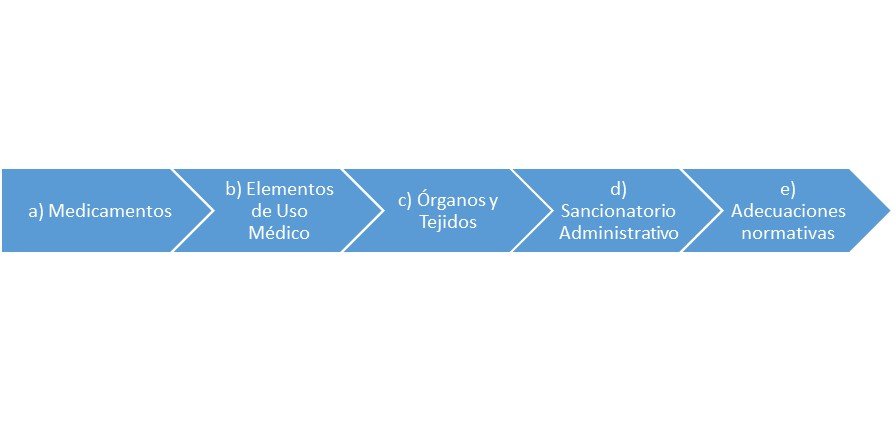 a) Medicamentos
b) Elementos
de Uso
Médico
c) Órganos y
Tejidos
d)
Sancionatorio
Administrativo
e)
Adecuaciones
normativas